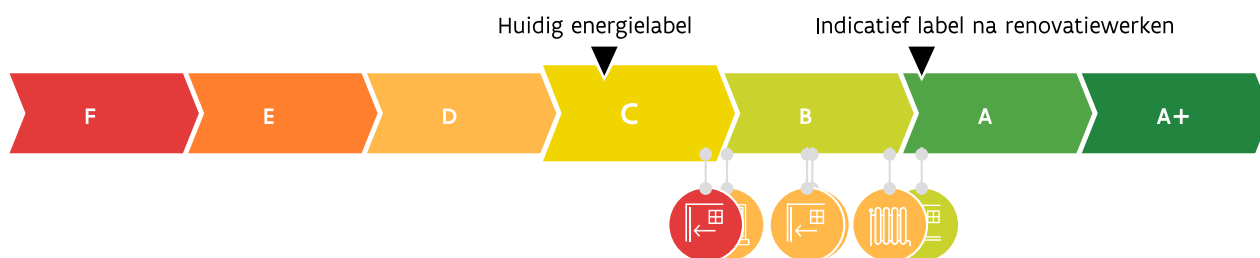 Huidig energielabel
Indicatief label na renovatiewerken
F
E
D
C
B
A
A+